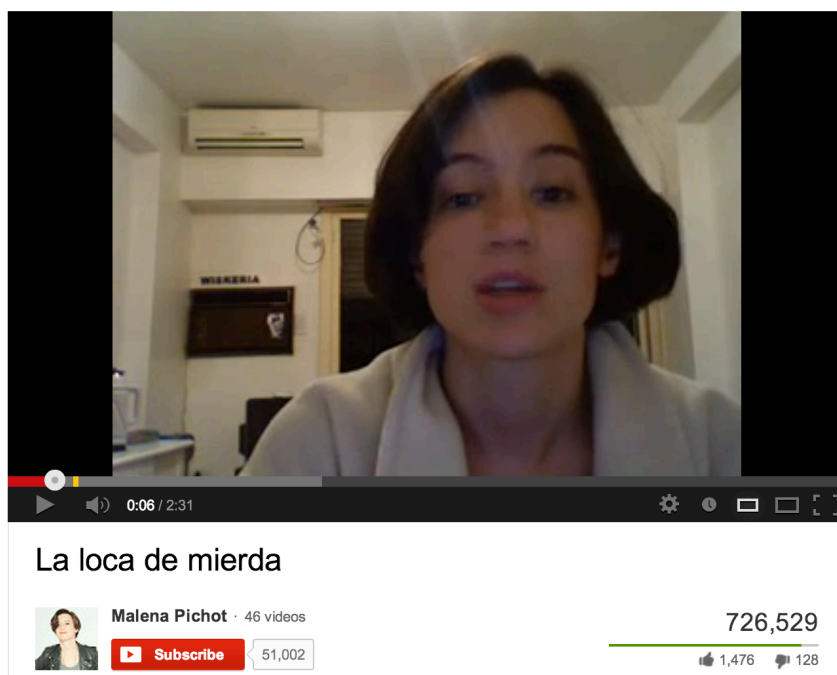 WISKERIA
0:06 / 2:31
La loca de mierda
Malena Pichot · 46 videos
726,529
Subscribe 51,002
1,476 128